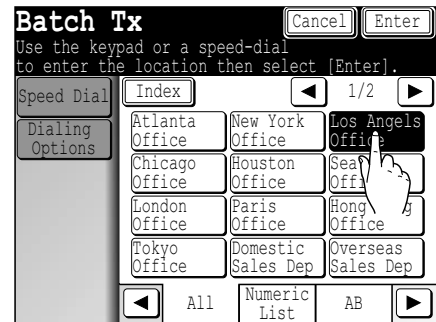 Batch Tx
Cancel
Enter
Use the keypad or a speed-dial
to enter the location then select [Enter].
Speed Dial
Index
1/2
Dialing
Options
Atlanta
Office
New York
Office
Los Angels
Office
Chicago
Office
Houston
Office
London
Office
Paris
Office
Office
Tokyo
Office
Domestic
Sales Dep
Overseas
Sales Dep
All
Numeric
List
AB